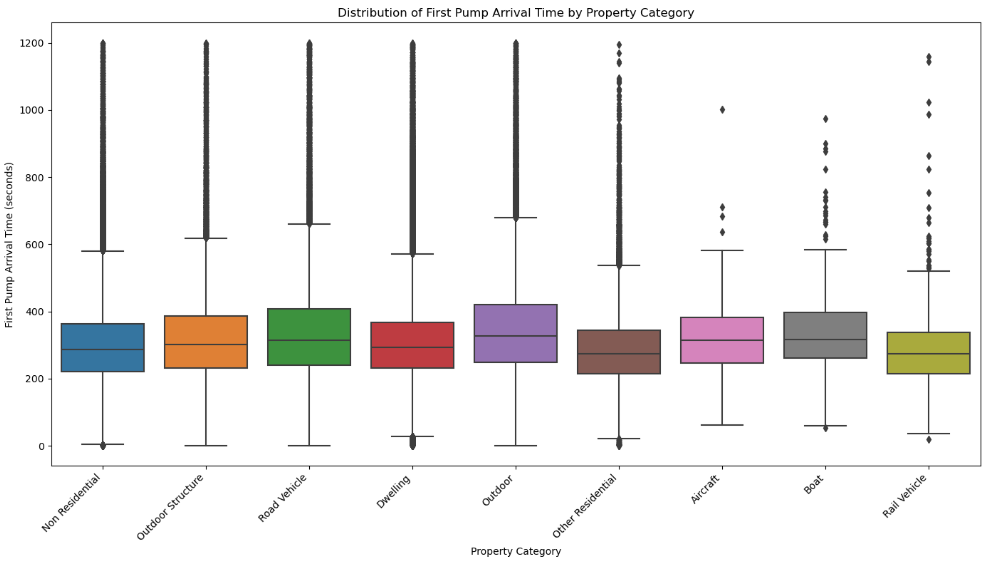 Distribution of First Pump Arrival Time by Property Category
First Pump Arrival Time (seconds)
1200
1000
800
600
400
200
0
Non Residential
Outdoor Structure
Road Vehicle
Dwelling
Outdoor
Other Residential
Aircraft
Boat
Rail Vehicle
Property Category